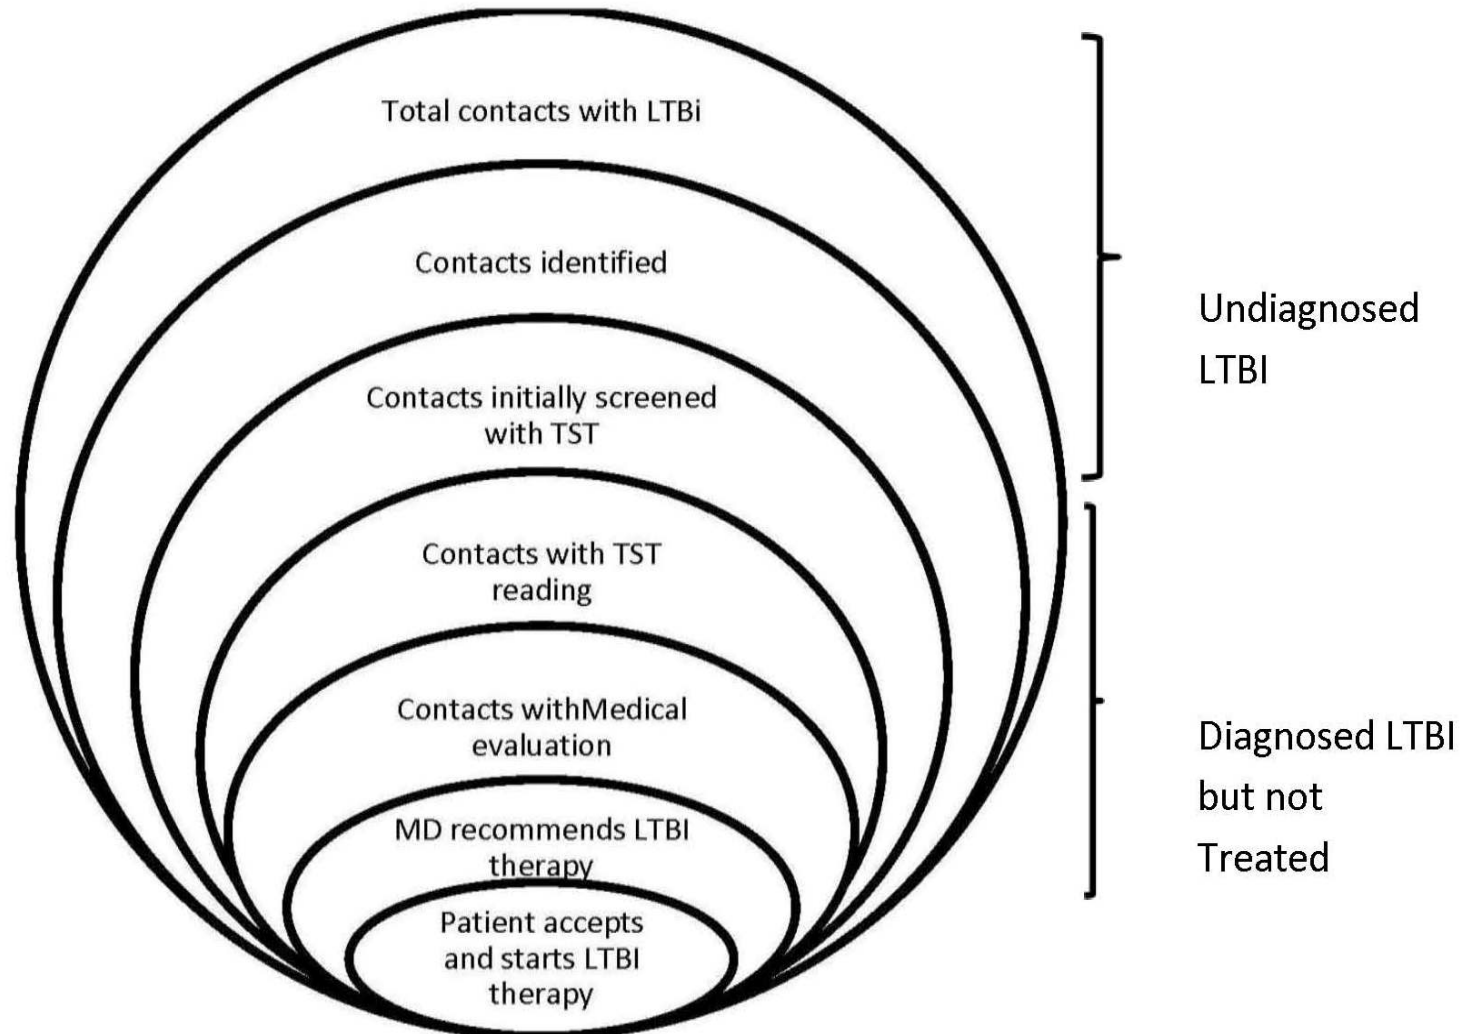 Total contacts with LTBi
Contacts identified
Contacts initially screened
with TST
Contacts with TST
reading
Contacts withMedical
evaluation
MD recommends LTBI
therapy
Patient accepts
and starts LTBI
therapy
Undiagnosed
LTBI
Diagnosed LTBI
but not
Treated